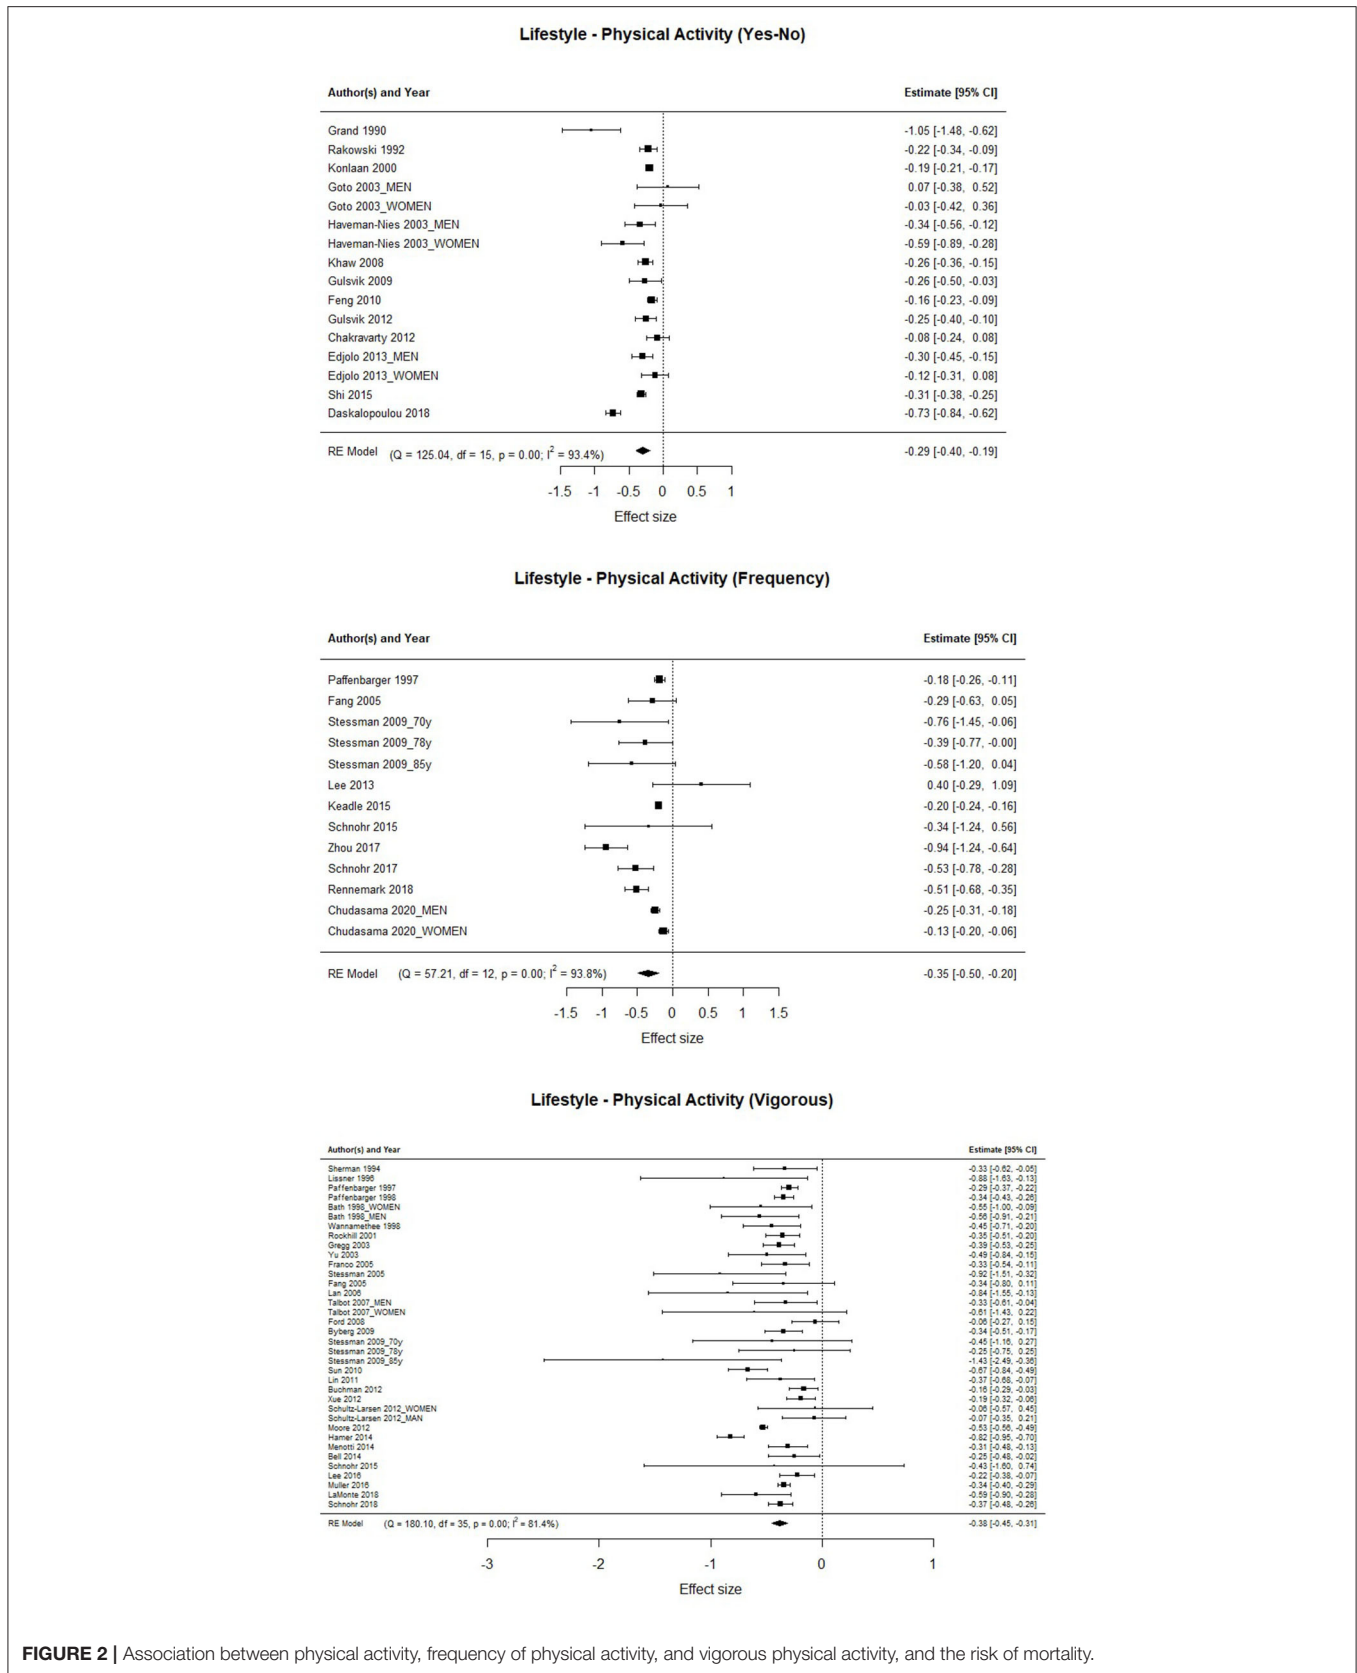 Lifestyle - Physical Activity (Yes-No)
Author(s) and Year Estimate [95% CI]
Grand 1990 -1.05 [-1.48, -0.62]
Rakowski 1992 -0.22 [-0.34, -0.09]
Konlaan 2000 -0.19 [-0.21, -0.17]
Goto 2003_MEN 0.07 [-0.38, 0.52]
Goto 2003_WOMEN -0.03 [-0.42, 0.36]
Haveman-Nies 2003_MEN -0.34 [-0.56, -0.12]
Haveman-Nies 2003_WOMEN -0.59 [-0.89, -0.28]
Khaw 2008 -0.26 [-0.36, -0.15]
Gulsvik 2009 -0.26 [-0.50, -0.03]
Feng 2010 -0.16 [-0.23, -0.09]
Gulsvik 2012 -0.25 [-0.40, -0.10]
Chakravarty 2012 -0.08 [-0.24, 0.08]
Edjolo 2013_MEN -0.30 [-0.45, -0.15]
Edjolo 2013_WOMEN -0.12 [-0.31, 0.08]
Shi 2015 -0.31 [-0.38, -0.25]
Daskalopoulou 2018 -0.73 [-0.84, -0.62]
RE Model (Q = 125.04, df = 15, p = 0.00; I² = 93.4%) -0.29 [-0.40, -0.19]
-1.5 -1 -0.5 0 0.5 1
Effect size
Lifestyle - Physical Activity (Frequency)
Author(s) and Year Estimate [95% CI]
Paffenbarger 1997 -0.18 [-0.26, -0.11]
Fang 2005 -0.29 [-0.63, 0.05]
Stessman 2009_70y -0.76 [-1.45, -0.06]
Stessman 2009_78y -0.39 [-0.77, -0.00]
Stessman 2009_85y -0.58 [-1.20, 0.04]
Lee 2013 0.40 [-0.29, 1.09]
Keadle 2015 -0.20 [-0.24, -0.16]
Schnohr 2015 -0.34 [-1.24, 0.56]
Zhou 2017 -0.94 [-1.24, -0.64]
Schnohr 2017 -0.53 [-0.78, -0.28]
Rennemark 2018 -0.51 [-0.68, -0.35]
Chudasama 2020_MEN -0.25 [-0.31, -0.18]
Chudasama 2020_WOMEN -0.13 [-0.20, -0.06]
RE Model (Q = 57.21, df = 12, p = 0.00; I² = 93.8%) -0.35 [-0.50, -0.20]
-1.5 -1 -0.5 0 0.5 1 1.5
Effect size
Lifestyle - Physical Activity (Vigorous)
Author(s) and Year Estimate [95% CI]
Sherman 1994 -0.33 [-0.62, -0.05]
Lissner 1996 -0.88 [-1.63, -0.13]
Paffenbarger 1997 -0.29 [-0.37, -0.22]
Paffenbarger 1998 -0.34 [-0.43, -0.26]
Bath 1998_WOMEN -0.55 [-1.00, -0.09]
Bath 1998_MEN -0.56 [-0.91, -0.21]
Wannamethee 1998 -0.45 [-0.71, -0.20]
Rockhill 2001 -0.35 [-0.51, -0.20]
Gregg 2003 -0.39 [-0.53, -0.25]
Yu 2003 -0.49 [-0.84, -0.15]
Franco 2005 -0.33 [-0.54, -0.11]
Stessman 2005 -0.92 [-1.51, -0.32]
Fang 2005 -0.34 [-0.80, 0.11]
Lan 2006 -0.84 [-1.55, -0.13]
Talbot 2007_MEN -0.33 [-0.61, -0.04]
Talbot 2007_WOMEN -0.61 [-1.43, 0.22]
Ford 2008 -0.06 [-0.27, 0.15]
Byberg 2009 -0.34 [-0.51, -0.17]
Stessman 2009_70y -0.45 [-1.16, 0.27]
Stessman 2009_78y -0.25 [-0.75, 0.25]
Stessman 2009_85y -1.43 [-2.49, -0.36]
Sun 2010 -0.67 [-0.84, -0.49]
Lin 2011 -0.37 [-0.68, -0.07]
Buchman 2012 -0.16 [-0.29, -0.03]
Xue 2012 -0.19 [-0.32, -0.06]
Schultz-Larsen 2012_WOMEN -0.06 [-0.57, 0.45]
Schultz-Larsen 2012_MAN -0.07 [-0.35, 0.21]
Moore 2012 -0.53 [-0.56, -0.49]
Hamer 2014 -0.82 [-0.95, -0.70]
Menotti 2014 -0.31 [-0.48, -0.13]
Bell 2014 -0.25 [-0.48, -0.02]
Schnohr 2015 -0.43 [-1.60, 0.74]
Lee 2016 -0.22 [-0.38, -0.07]
Muller 2016 -0.34 [-0.40, -0.29]
LaMonte 2018 -0.59 [-0.90, -0.28]
Schnohr 2018 -0.37 [-0.48, -0.26]
RE Model (Q = 180.10, df = 35, p = 0.00; I² = 81.4%) -0.38 [-0.45, -0.31]
-3 -2 -1 0 1
Effect size
FIGURE 2 | Association between physical activity, frequency of physical activity, and vigorous physical activity, and the risk of mortality.